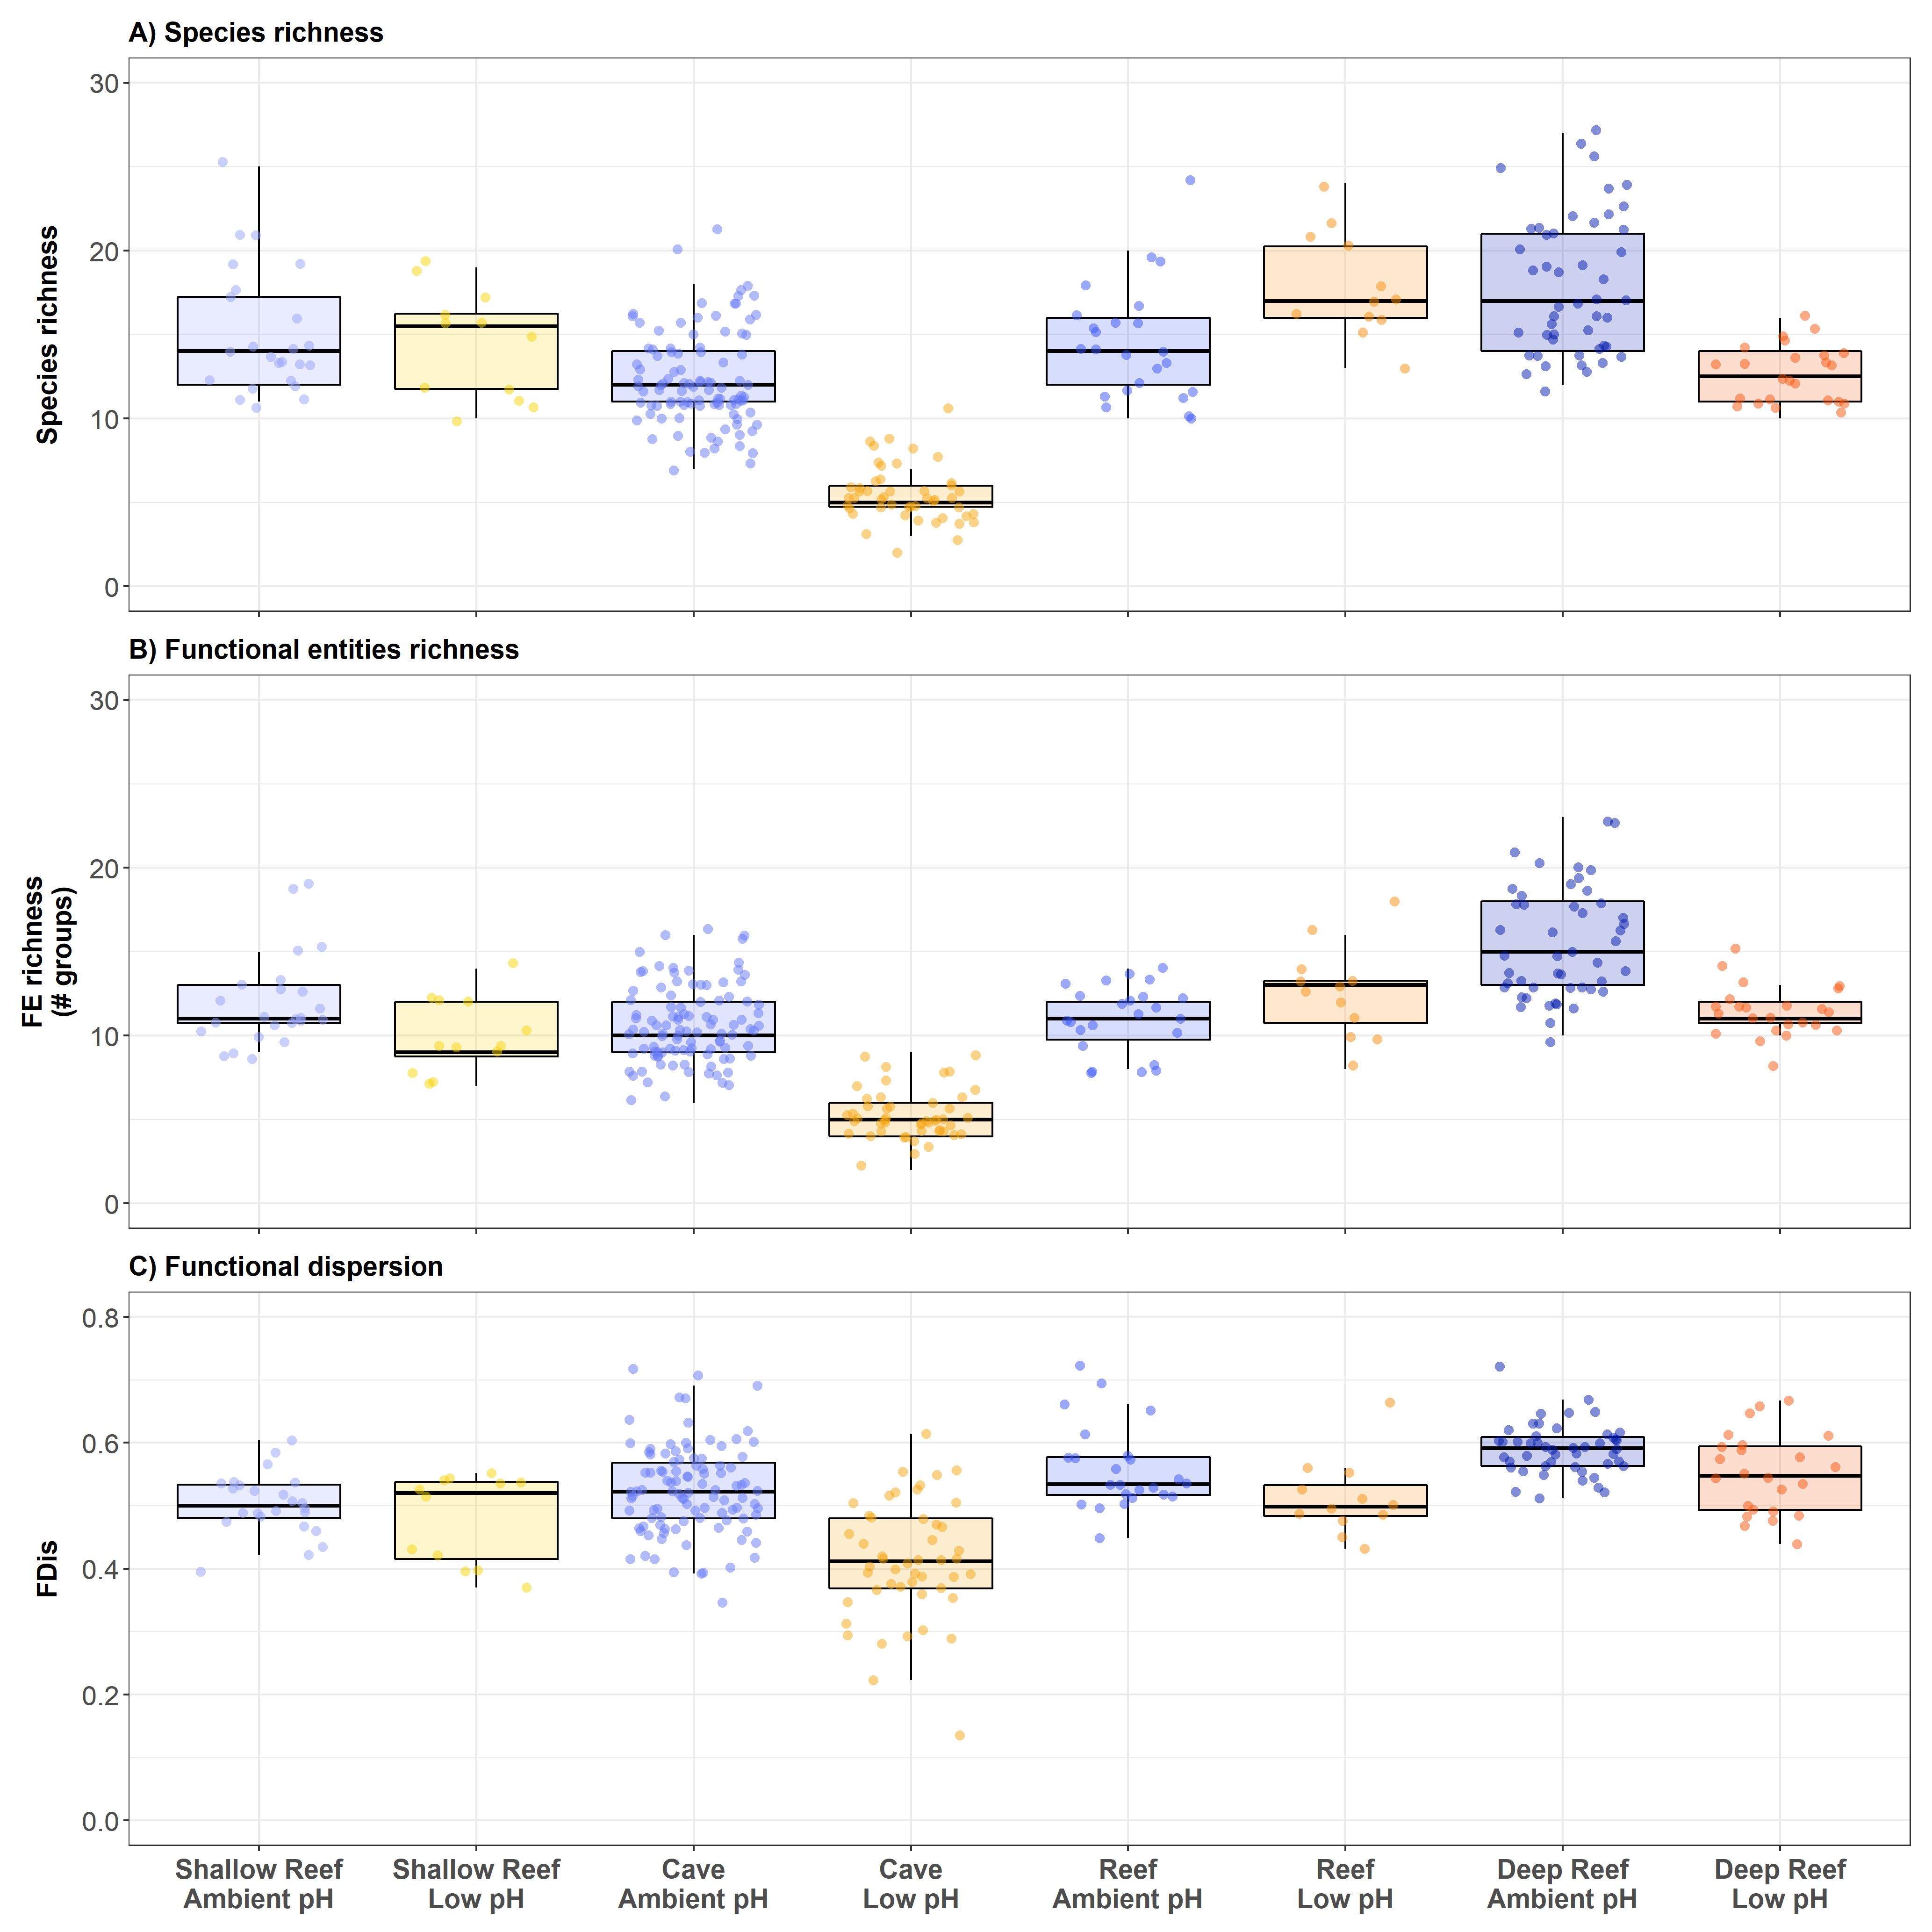 A) Species richness
30
20
10
0
Species richness
B) Functional entities richness
30
20
10
0
FE richness
(# groups)
C) Functional dispersion
0.8
0.6
0.4
0.2
0.0
FDis
Shallow Reef
Ambient pH
Shallow Reef
Low pH
Cave
Ambient pH
Cave
Low pH
Reef
Ambient pH
Reef
Low pH
Deep Reef
Ambient pH
Deep Reef
Low pH